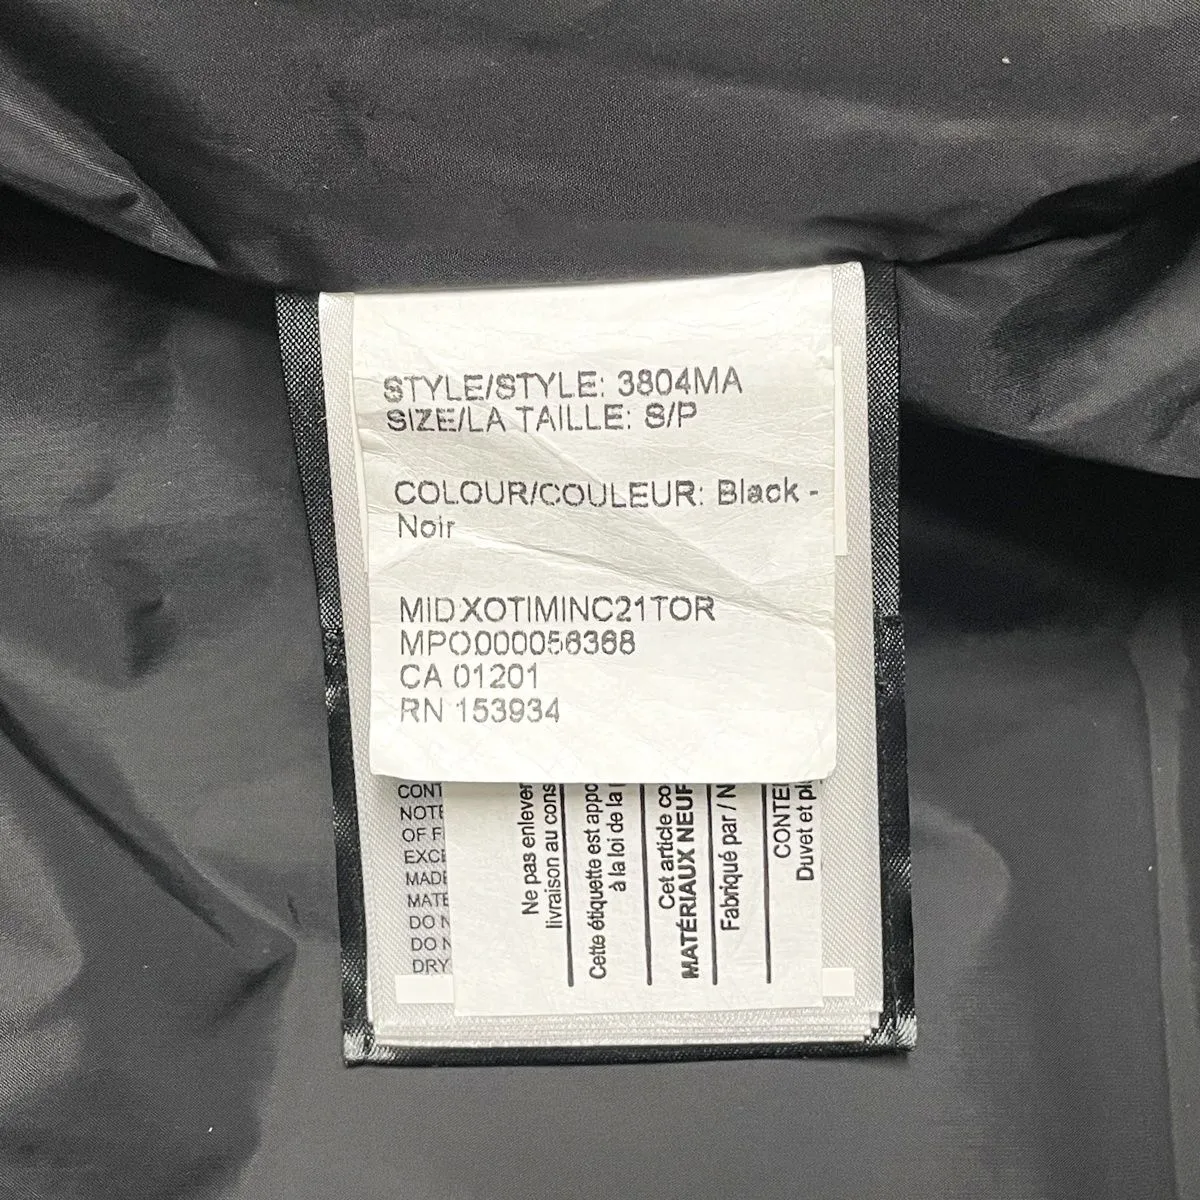 STYLE/STYLE: 3804MA
SIZE/LA TAILLE: S/P
COLOUR/COULEUR: Black -
Noir
MIDXOTIMINC21TOR
MPO000056368
CA 01201
RN 153934
CONT
NOTE
OF F
EXCE
MADE
MATE
DO N
DO N
DRY
Ne pas enlever
livraison au cons
Cette étiquette est appo
à la loi de la
Cet article co
MATÉRIAUX NEUF
Fabriqué par / N
CONTE
Duvet et pl